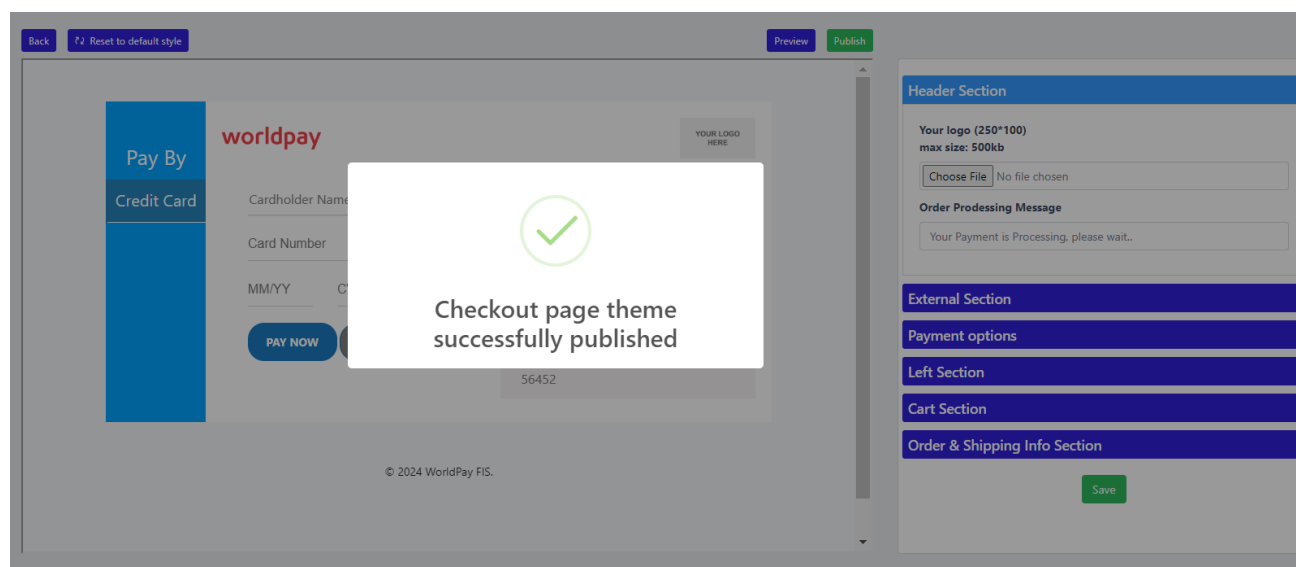 Back
Reset to default style
Preview
Publish
Pay By
Credit Card
worldpay
YOUR LOGO
HERE
Cardholder Name
Card Number
MM/YY
PAY NOW
Checkout page theme
successfully published
56452
© 2024 WorldPay FIS.
Header Section
Your logo (250*100)
max size: 500kb
Choose File No file chosen
Order Prodessing Message
Your Payment is Processing, please wait..
External Section
Payment options
Left Section
Cart Section
Order & Shipping Info Section
Save